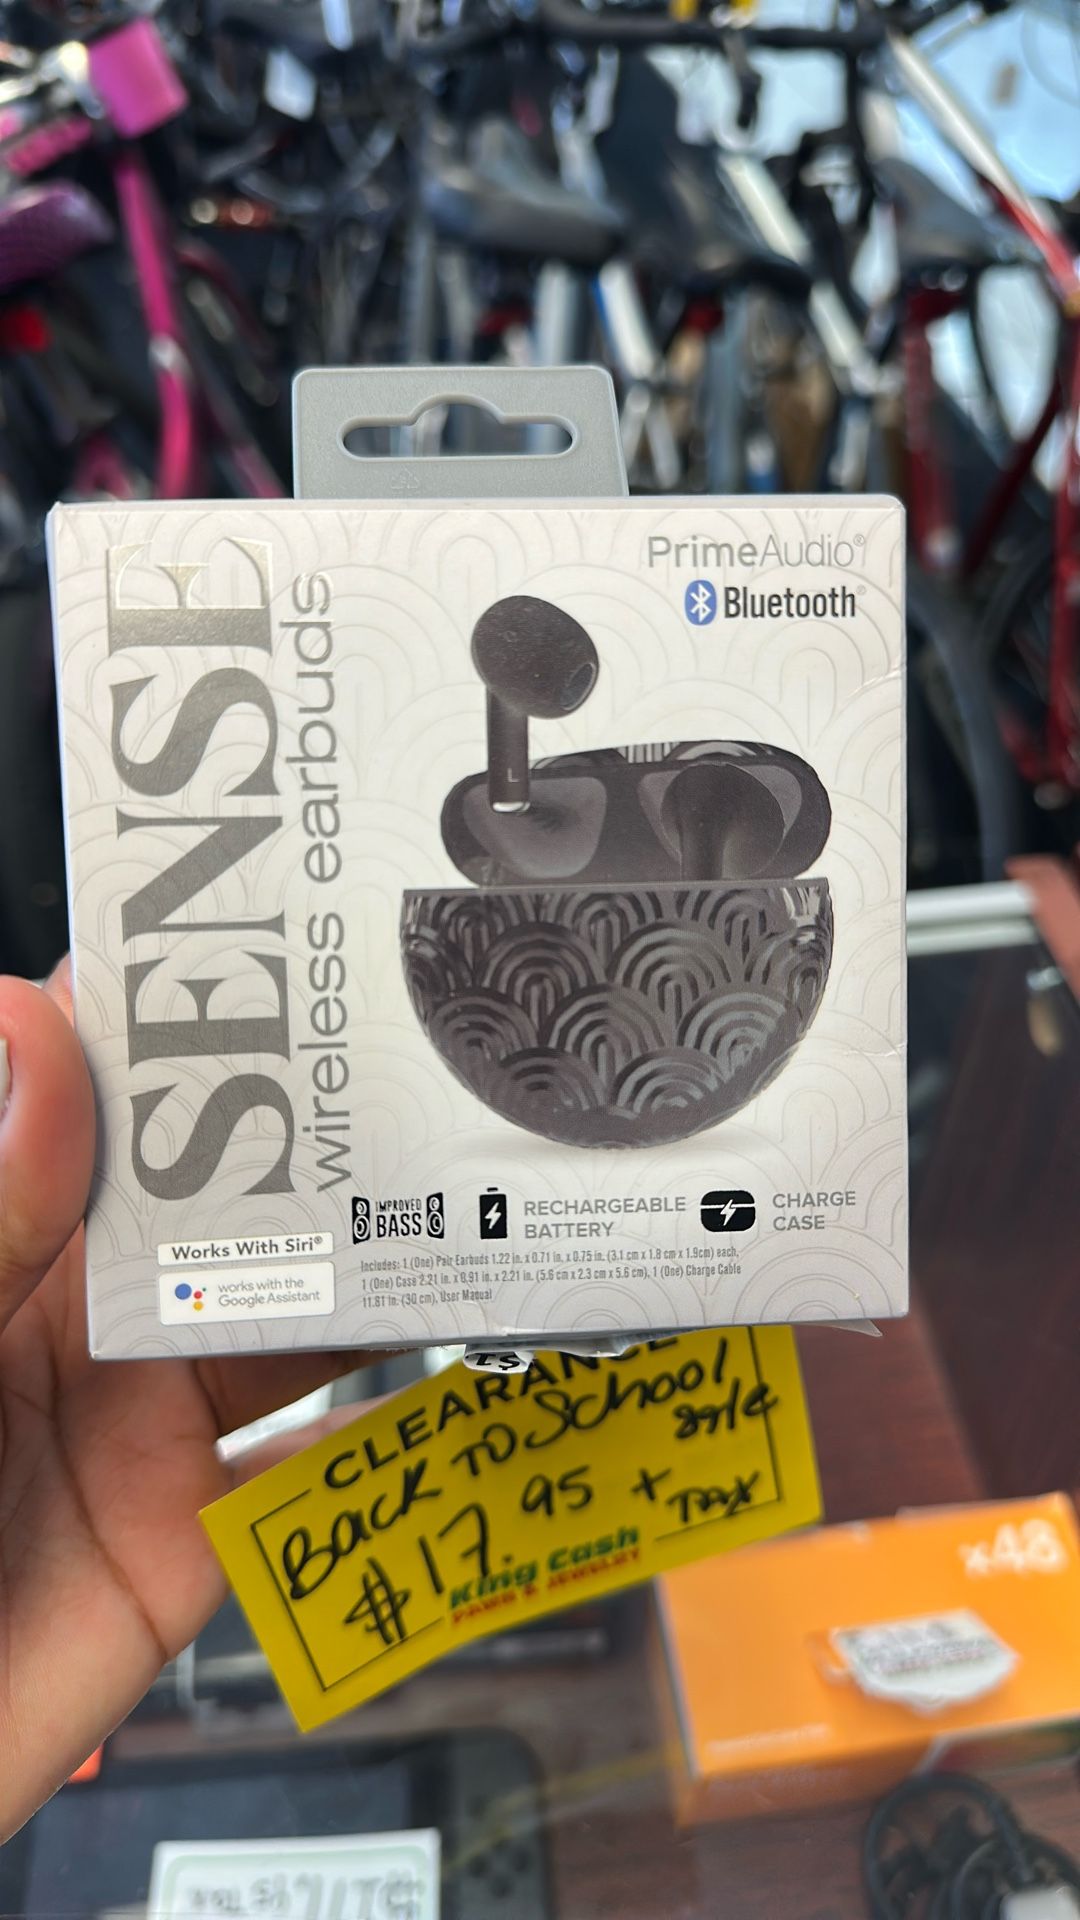 PrimeAudio®
Bluetooth®
SENSE
wireless earbuds
L
IMPROVED
BASS
RECHARGEABLE
BATTERY
CHARGE
CASE
Works With Siri®
works with the
Google Assistant
Includes: 1 (One) Pair Earbuds 1.22 in. x 0.71 in. x 0.75 in. (3.1 cm x 1.8 cm x 1.9cm) each,
1 (One) Case 2.21 in. x 0.91 in. x 2.21 in. (5.6 cm x 2.3 cm x 5.6 cm), 1 (One) Charge Cable
11.81 in. (30 cm), User Manual
CLEARANCE
Back TO School
$17.95 + TAX
King Cash
PAWN & JEWELRY
x48